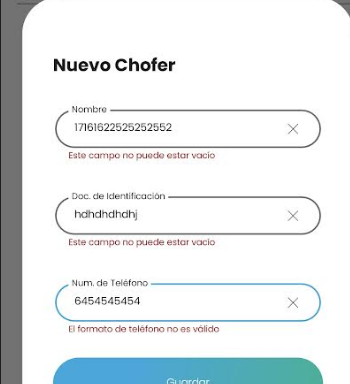 Nuevo Chofer
Nombre
17161622525252552
Este campo no puede estar vacío
Doc. de Identificación
hdhdhdhdhj
Este campo no puede estar vacío
Num. de Teléfono
6454545454
El formato de teléfono no es válido
Guardar